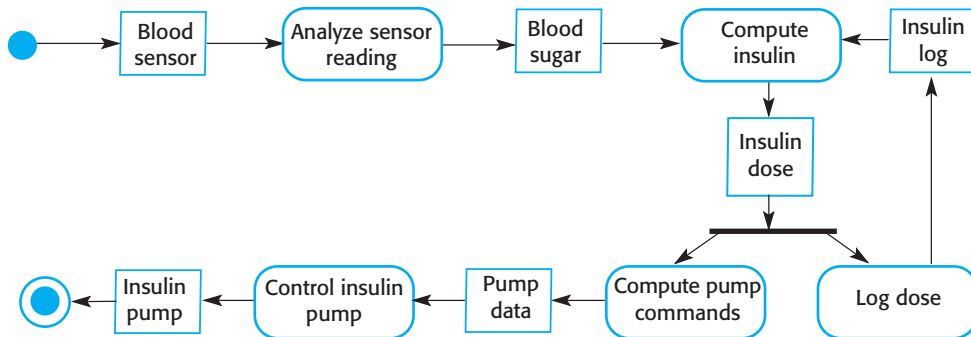 Blood
sensor
Analyze sensor
reading
Blood
sugar
Compute
insulin
Insulin
log
Insulin
dose
Insulin
pump
Control insulin
pump
Pump
data
Compute pump
commands
Log dose